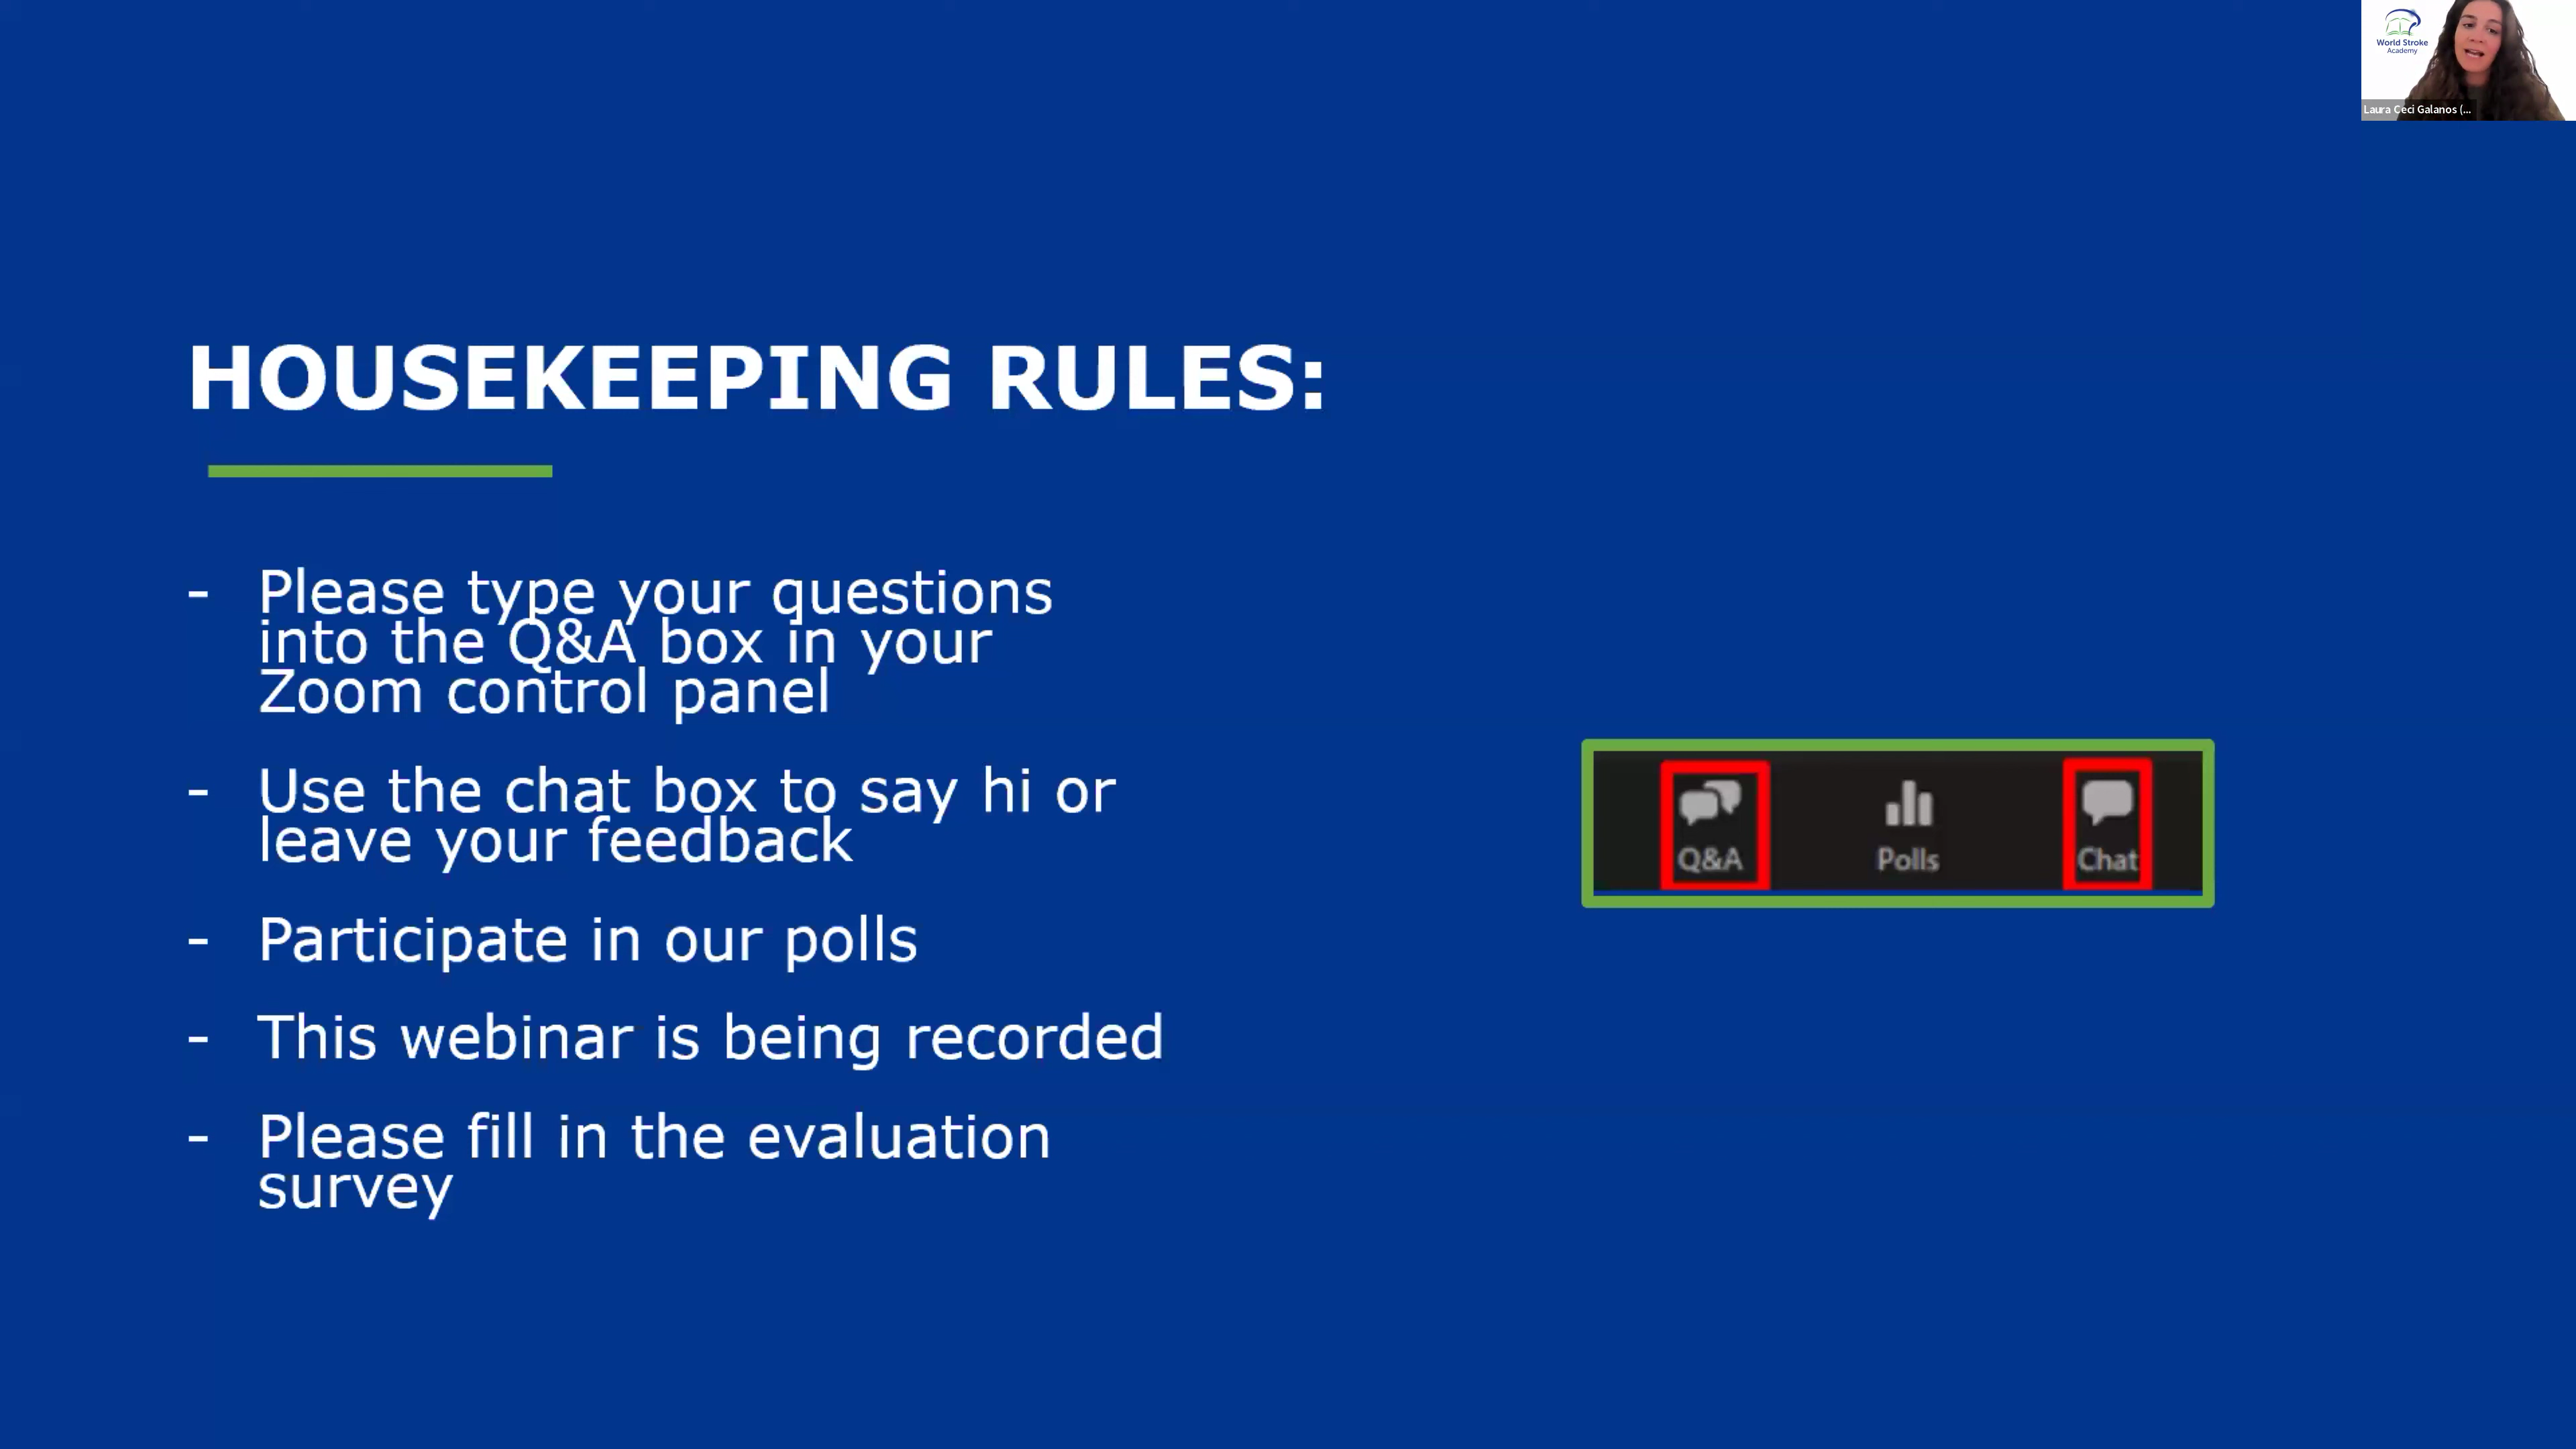 World Stroke
Academy
Laura Ceci Galanos (...
HOUSEKEEPING RULES:
- Please type your questions
into the Q&A box in your
Zoom control panel
- Use the chat box to say hi or
leave your feedback
- Participate in our polls
- This webinar is being recorded
- Please fill in the evaluation
survey
Q&A Polls Chat